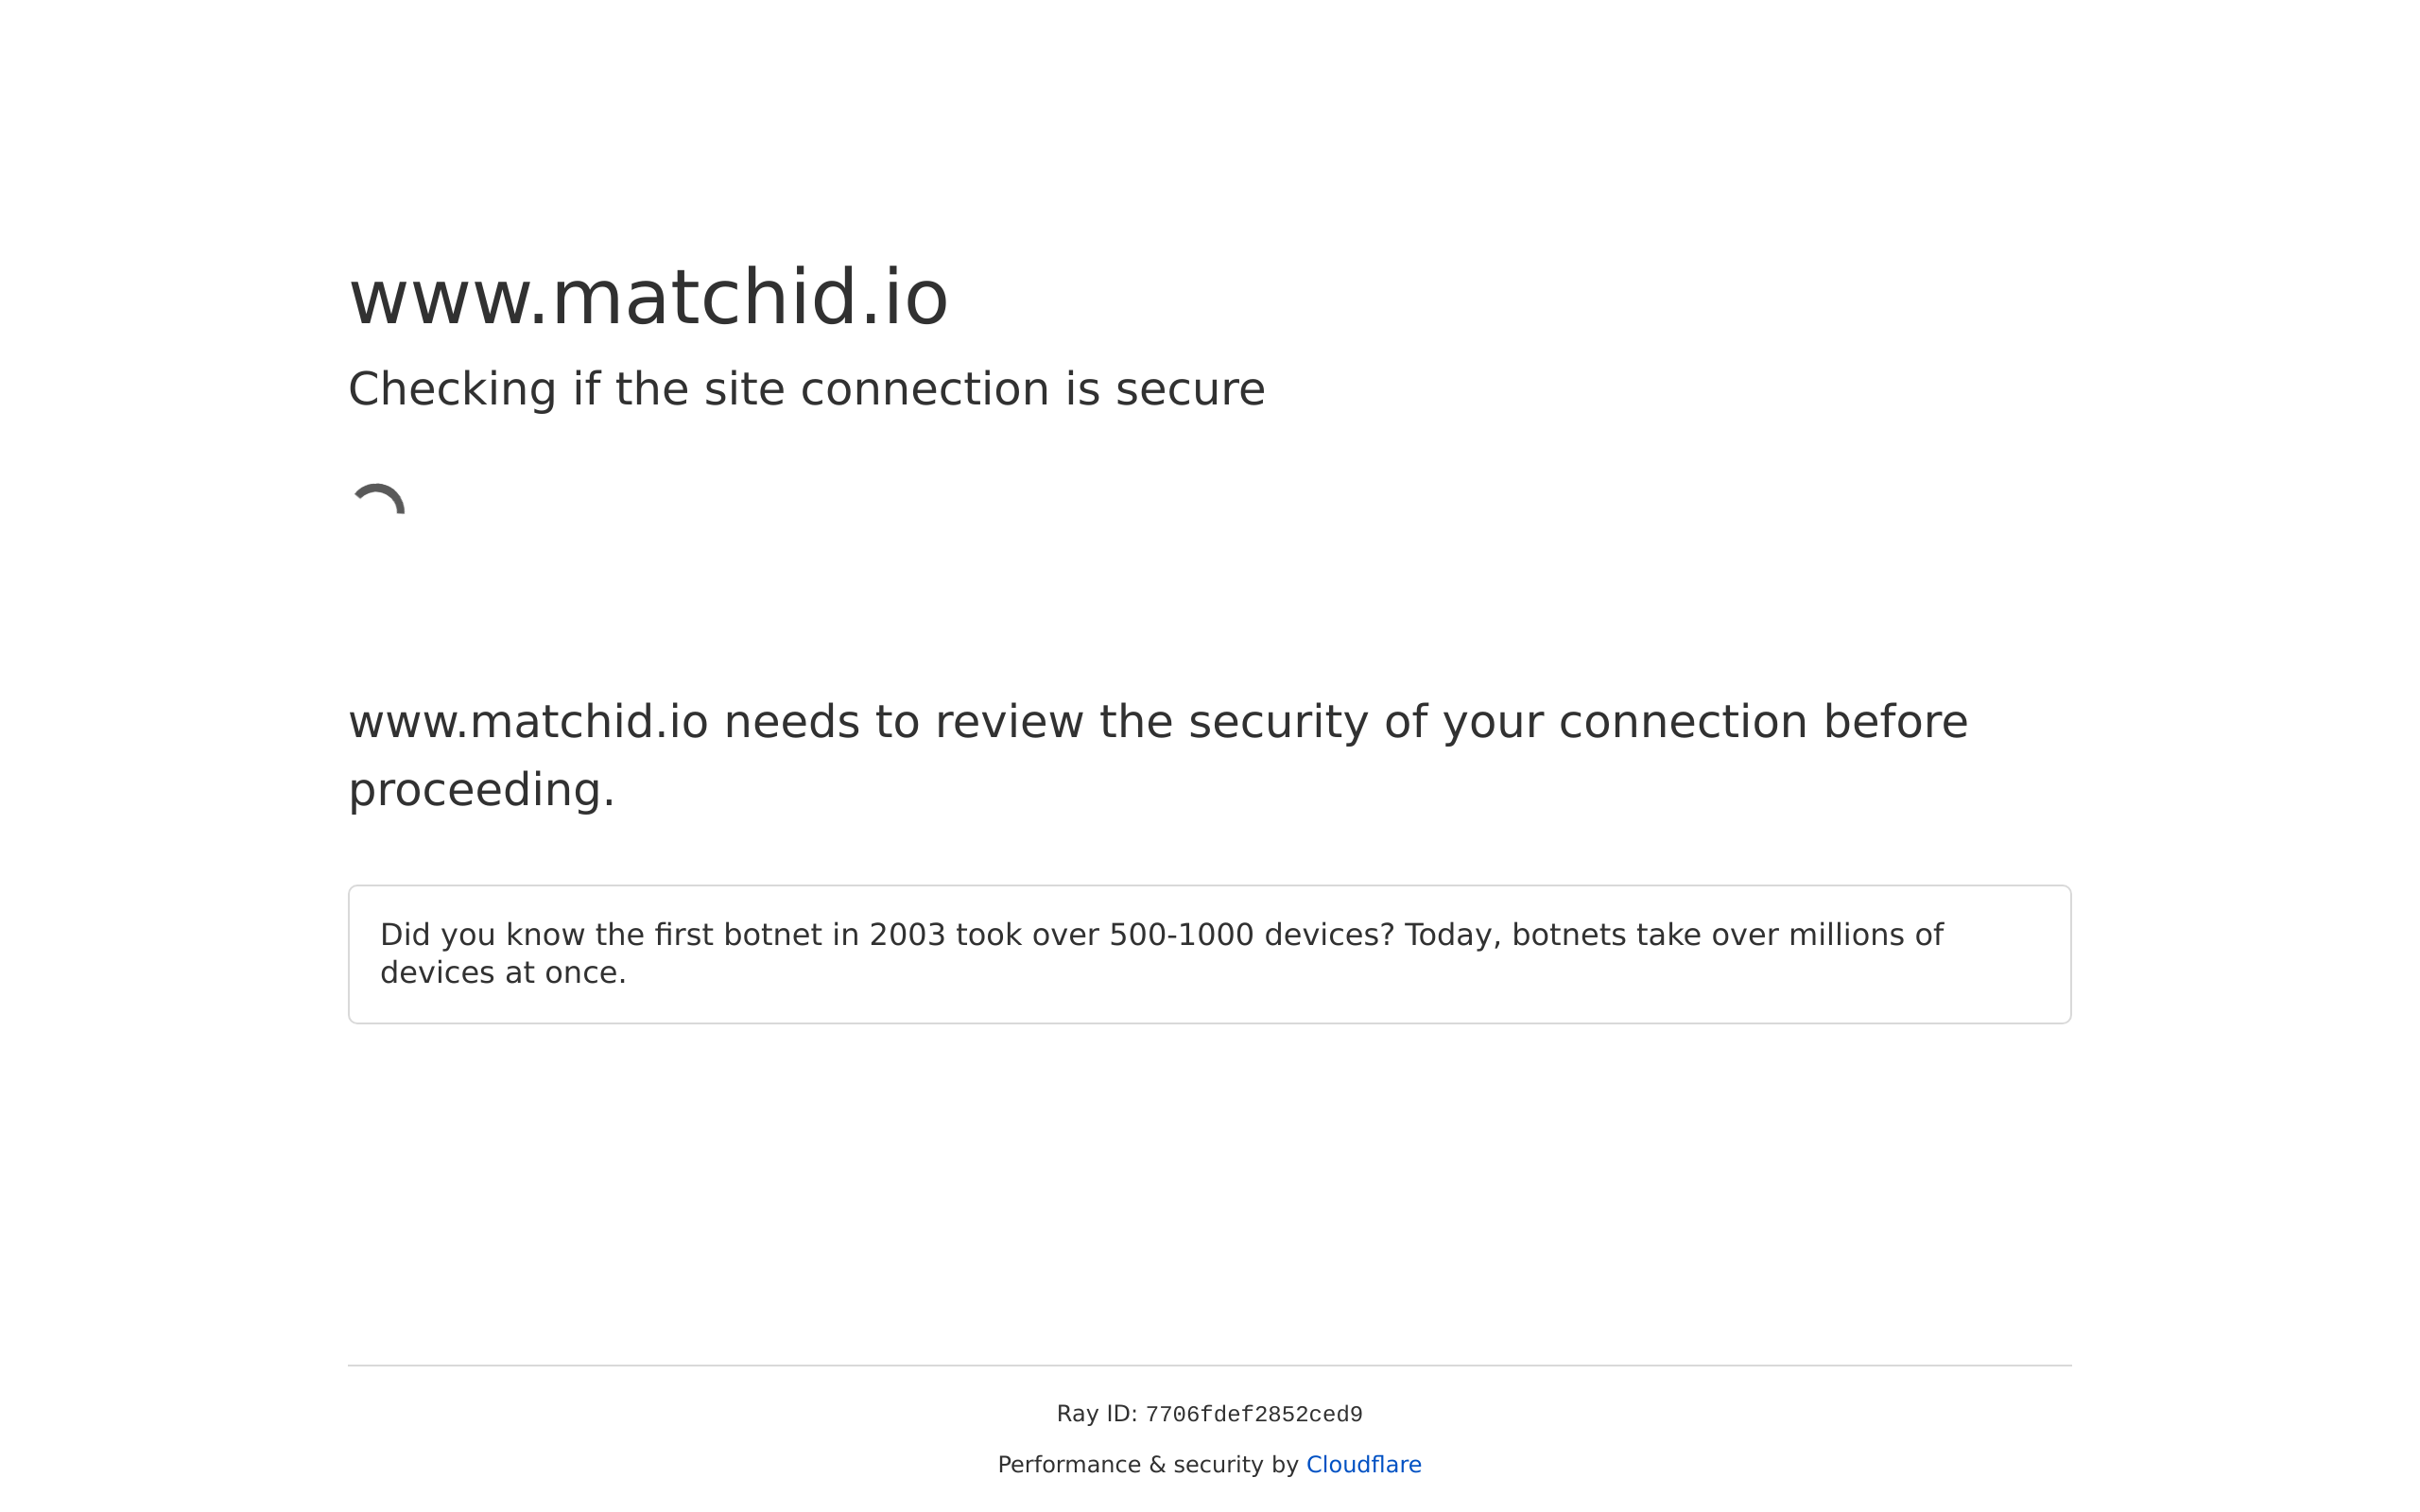 www.matchid.io
Checking if the site connection is secure
www.matchid.io needs to review the security of your connection before
proceeding.
Did you know the first botnet in 2003 took over 500-1000 devices? Today, botnets take over millions of
devices at once.
Ray ID: 7706fdef2852ced9
Performance & security by Cloudflare